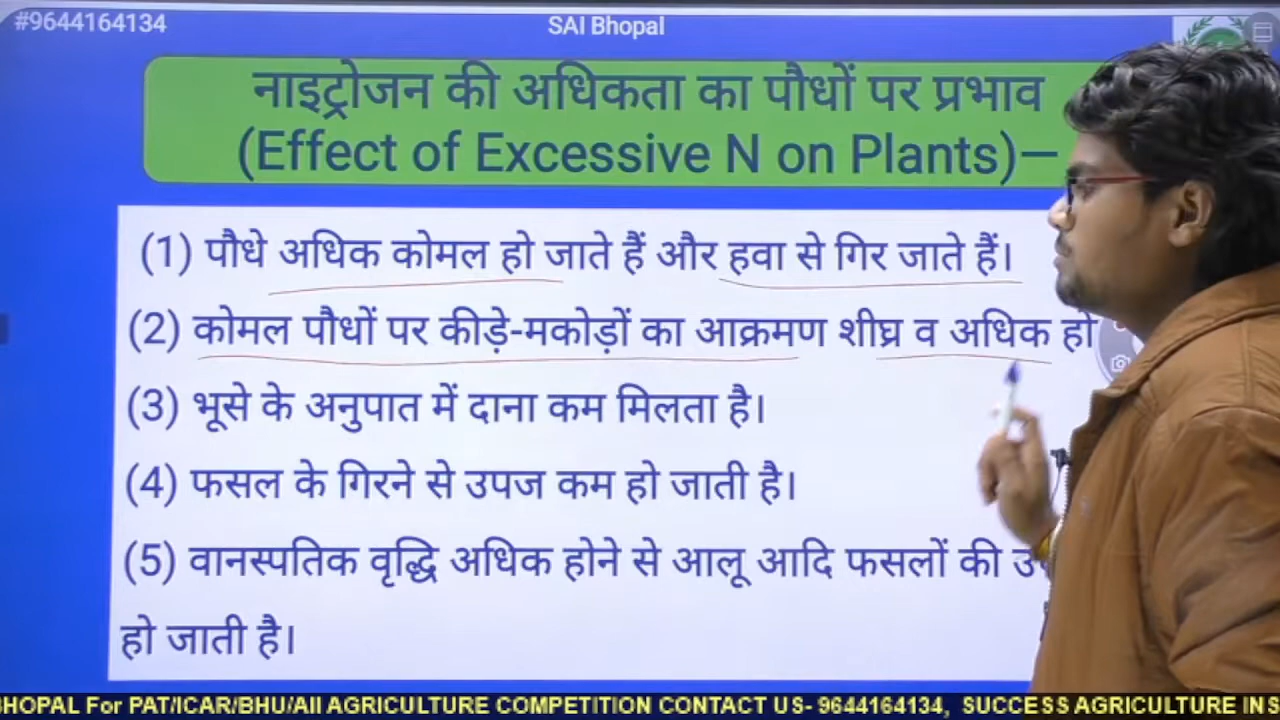 #9644164134
SAI Bhopal
नाइट्रोजन की अधिकता का पौधों पर प्रभाव
(Effect of Excessive N on Plants)—
(1) पौधे अधिक कोमल हो जाते हैं और हवा से गिर जाते हैं।
(2) कोमल पौधों पर कीड़े-मकोड़ों का आक्रमण शीघ्र व अधिक हो
(3) भूसे के अनुपात में दाना कम मिलता है।
(4) फसल के गिरने से उपज कम हो जाती है।
(5) वानस्पतिक वृद्धि अधिक होने से आलू आदि फसलों की
हो जाती है।
For PAT/ICAR/BHU/All AGRICULTURE COMPETITION CONTACT US- 9644164134, SUCCESS AGRICULTURE